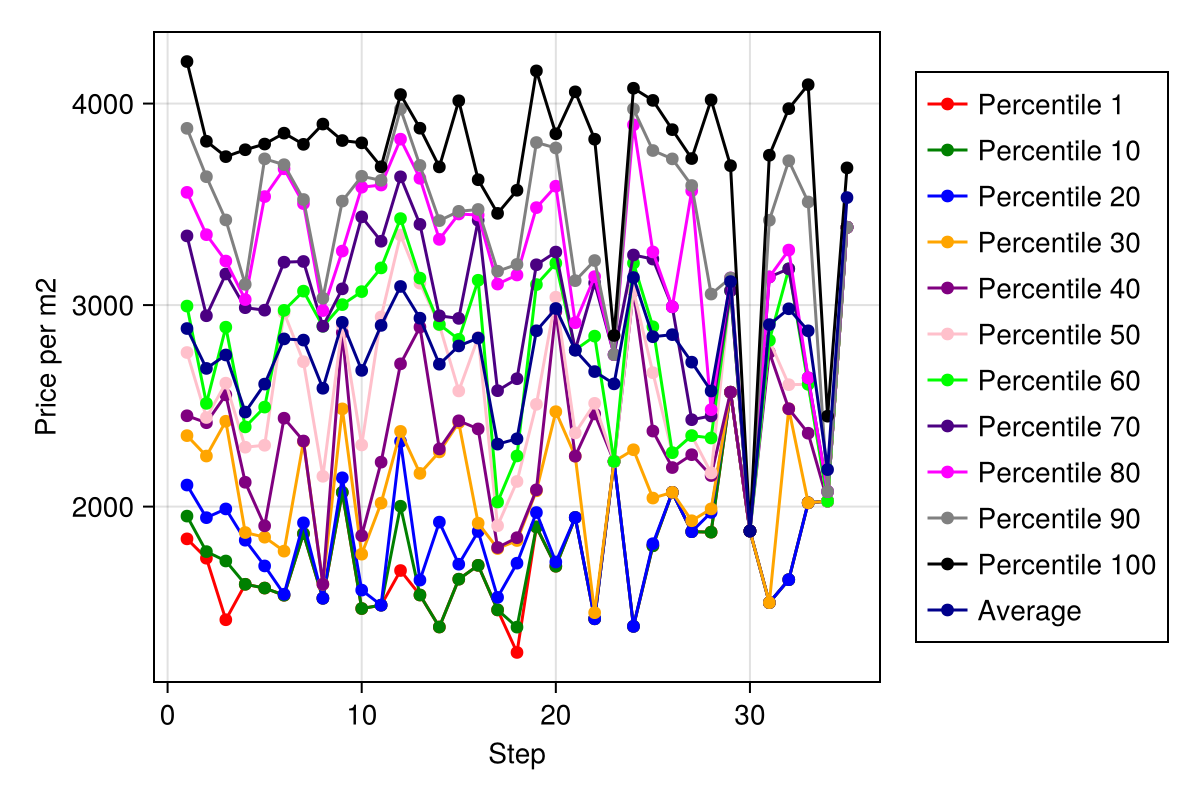 Price per m2
4000
3000
2000
0 10 20 30
Step
Percentile 1
Percentile 10
Percentile 20
Percentile 30
Percentile 40
Percentile 50
Percentile 60
Percentile 70
Percentile 80
Percentile 90
Percentile 100
Average